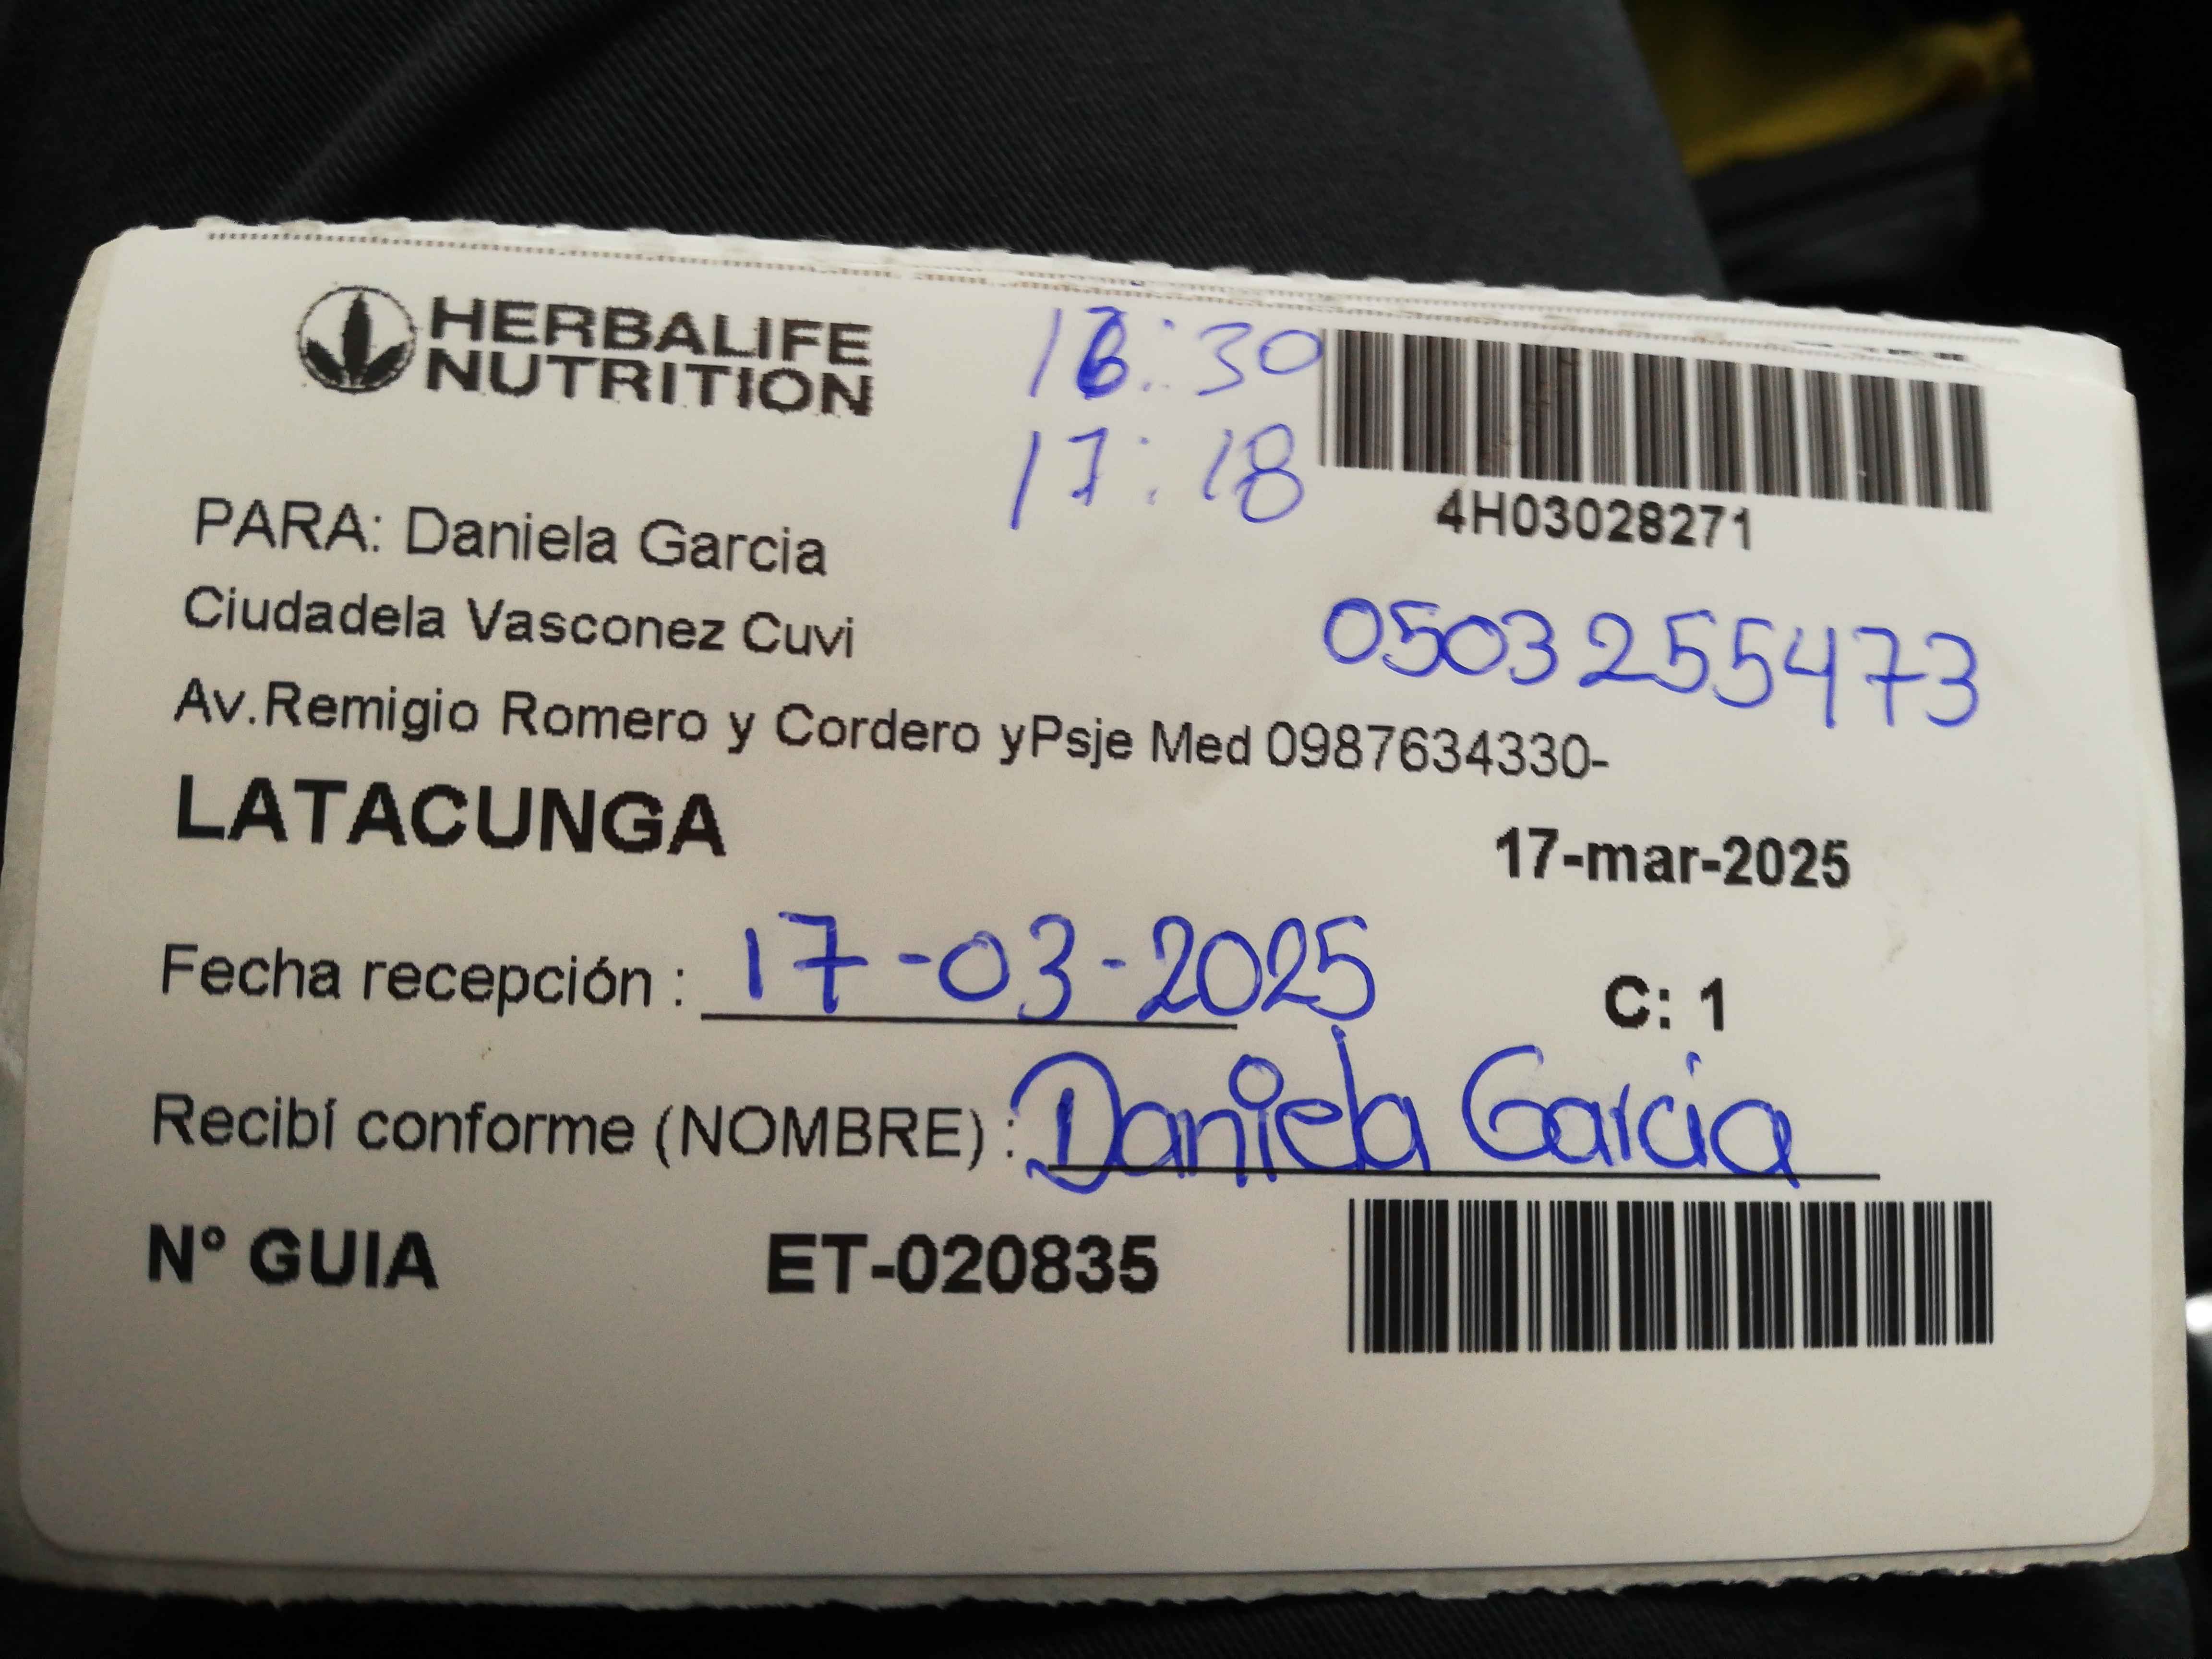 HERBALIFE
NUTRITION
16:30
17:18
4H03028271
PARA: Daniela Garcia
Ciudadela Vasconez Cuvi
0503255473
Av.Remigio Romero y Cordero yPsje Med 0987634330-
LATACUNGA
17-mar-2025
Fecha recepción : 17-03-2025
C: 1
Recibí conforme (NOMBRE) : Daniela Garcia
N° GUIA ET-020835